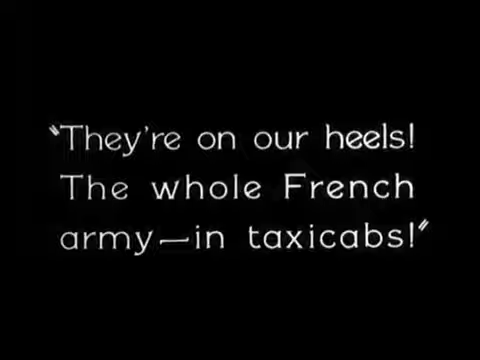 "They're on our heels!
The whole French
army—in taxicabs!"